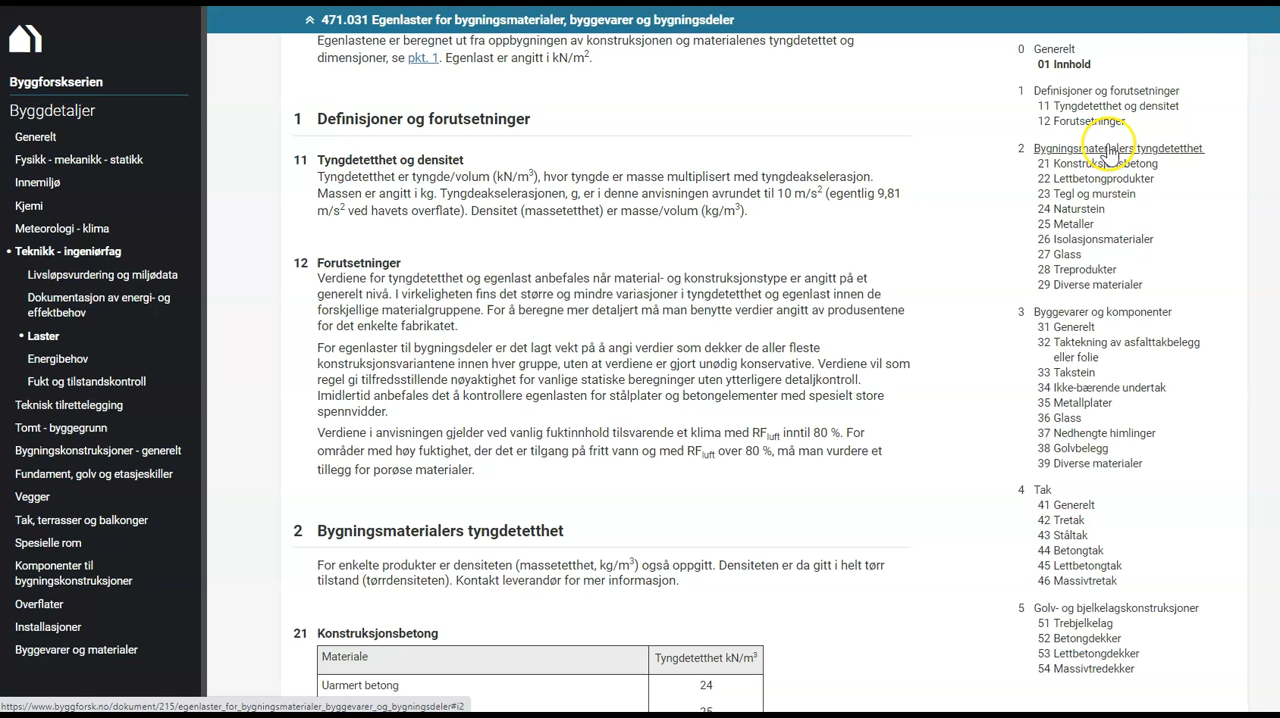 471.031 Egenlaster for bygningsmaterialer, byggevarer og bygningsdeler
Byggforskserien
Byggdetaljer
Generelt
Fysikk - mekanikk - statikk
Innemiljø
Kjemi
Meteorologi - klima
Teknikk - ingeniørfag
Livsløpsvurdering og miljødata
Dokumentasjon av energi- og
effektbehov
Laster
Energibehov
Fukt og tilstandskontroll
Teknisk tilrettelegging
Tomt - byggegrunn
Bygningskonstruksjoner - generelt
Fundament, golv og etasjeskiller
Vegger
Tak, terrasser og balkonger
Spesielle rom
Komponenter til
bygningskonstruksjoner
Overflater
Installasjoner
Byggevarer og materialer
Egenlastene er beregnet ut fra oppbygningen av konstruksjonen og materialenes tyngdetettet og
dimensjoner, se pkt. 1. Egenlast er angitt i kN/m².
1 Definisjoner og forutsetninger
11 Tyngdetetthet og densitet
Tyngdetetthet er tyngde/volum (kN/m³), hvor tyngde er masse multiplisert med tyngdeakselerasjon.
Massen er angitt i kg. Tyngdeakselerasjonen, g, er i denne anvisningen avrundet til 10 m/s² (egentlig 9,81
m/s² ved havets overflate). Densitet (massetetthet) er masse/volum (kg/m³).
12 Forutsetninger
Verdiene for tyngdetetthet og egenlast anbefales når material- og konstruksjonstype er angitt på et
generelt nivå. I virkeligheten fins det større og mindre variasjoner i tyngdetetthet og egenlast innen de
forskjellige materialgruppene. For å beregne mer detaljert må man benytte verdier angitt av produsentene
for det enkelte fabrikatet.
For egenlaster til bygningsdeler er det lagt vekt på å angi verdier som dekker de aller fleste
konstruksjonsvariantene innen hver gruppe, uten at verdiene er gjort unødig konservative. Verdiene vil som
regel gi tilfredsstillende nøyaktighet for vanlige statiske beregninger uten ytterligere detaljkontroll.
Imidlertid anbefales det å kontrollere egenlasten for stålplater og betongelementer med spesielt store
spennvidder.
Verdiene i anvisningen gjelder ved vanlig fuktinnhold tilsvarende et klima med RFluft inntil 80 %. For
områder med høy fuktighet, der det er tilgang på fritt vann og med RFluft over 80 %, må man vurdere et
tillegg for porøse materialer.
2 Bygningsmaterialers tyngdetetthet
For enkelte produkter er densiteten (massetetthet, kg/m³) også oppgitt. Densiteten er da gitt i helt tørr
tilstand (tørrdensiteten). Kontakt leverandør for mer informasjon.
21 Konstruksjonsbetong
Materiale Tyngdetetthet kN/m³
Uarmert betong 24
25
0 Generelt
01 Innhold
1 Definisjoner og forutsetninger
11 Tyngdetetthet og densitet
12 Forutsetninger
2 Bygningsmaterialers tyngdetetthet
21 Konstruksjonsbetong
22 Lettbetongprodukter
23 Tegl og murstein
24 Naturstein
25 Metaller
26 Isolasjonsmaterialer
27 Glass
28 Treprodukter
29 Diverse materialer
3 Byggevarer og komponenter
31 Generelt
32 Taktekning av asfalttakbelegg
eller folie
33 Takstein
34 Ikke-bærende undertak
35 Metallplater
36 Glass
37 Nedhengte himlinger
38 Golvbelegg
39 Diverse materialer
4 Tak
41 Generelt
42 Tretak
43 Ståltak
44 Betongtak
45 Lettbetongtak
46 Massivtretak
5 Golv- og bjelkelagskonstruksjoner
51 Trebjelkelag
52 Betongdekker
53 Lettbetongdekker
54 Massivtredekker
https://www.byggforsk.no/dokument/215/egenlaster_for_bygningsmaterialer_byggevarer_og_bygningsdeler#i2